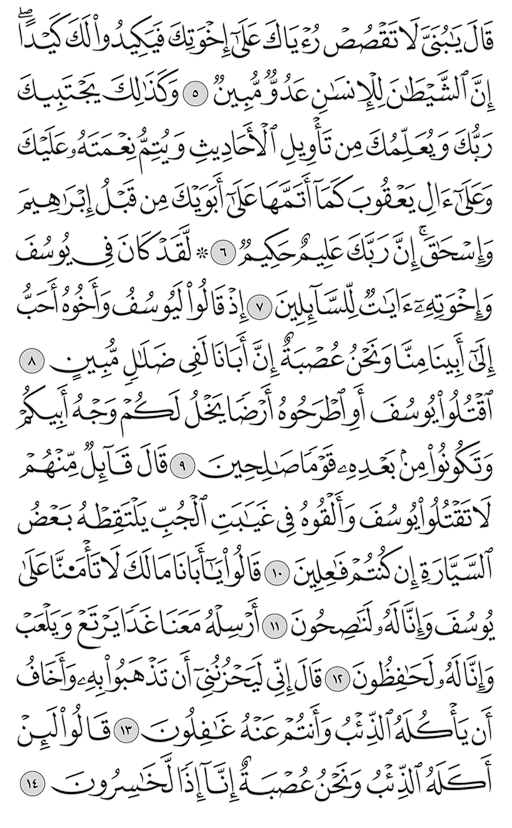 قَالَ يَٰبُنَىَّ لَا تَقْصُصْ رُءْيَاكَ عَلَىٰٓ إِخْوَتِكَ فَيَكِيدُوا۟ لَكَ كَيْدًا ۖ
إِنَّ ٱلشَّيْطَٰنَ لِلْإِنسَٰنِ عَدُوٌّ مُّبِينٌ ٥ وَكَذَٰلِكَ يَجْتَبِيكَ
رَبُّكَ وَيُعَلِّمُكَ مِن تَأْوِيلِ ٱلْأَحَادِيثِ وَيُتِمُّ نِعْمَتَهُۥ عَلَيْكَ
وَعَلَىٰٓ ءَالِ يَعْقُوبَ كَمَآ أَتَمَّهَا عَلَىٰٓ أَبَوَيْكَ مِن قَبْلُ إِبْرَٰهِيمَ
وَإِسْحَٰقَ ۚ إِنَّ رَبَّكَ عَلِيمٌ حَكِيمٌ ٦ ۞ لَّقَدْ كَانَ فِى يُوسُفَ
وَإِخْوَتِهِۦٓ ءَايَٰتٌ لِّلسَّآئِلِينَ ٧ إِذْ قَالُوا۟ لَيُوسُفُ وَأَخُوهُ أَحَبُّ
إِلَىٰٓ أَبِينَا مِنَّا وَنَحْنُ عُصْبَةٌ إِنَّ أَبَانَا لَفِى ضَلَٰلٍ مُّبِينٍ ٨
ٱقْتُلُوا۟ يُوسُفَ أَوِ ٱطْرَحُوهُ أَرْضًا يَخْلُ لَكُمْ وَجْهُ أَبِيكُمْ
وَتَكُونُوا۟ مِنۢ بَعْدِهِۦ قَوْمًا صَٰلِحِينَ ٩ قَالَ قَآئِلٌ مِّنْهُمْ
لَا تَقْتُلُوا۟ يُوسُفَ وَأَلْقُوهُ فِى غَيَٰبَتِ ٱلْجُبِّ يَلْتَقِطْهُ بَعْضُ
ٱلسَّيَّارَةِ إِن كُنتُمْ فَٰعِلِينَ ١٠ قَالُوا۟ يَٰٓأَبَانَا مَا لَكَ لَا تَأْمَ۫نَّا عَلَىٰ
يُوسُفَ وَإِنَّا لَهُۥ لَنَٰصِحُونَ ١١ أَرْسِلْهُ مَعَنَا غَدًا يَرْتَعْ وَيَلْعَبْ
وَإِنَّا لَهُۥ لَحَٰفِظُونَ ١٢ قَالَ إِنِّى لَيَحْزُنُنِىٓ أَن تَذْهَبُوا۟ بِهِۦ وَأَخَافُ
أَن يَأْكُلَهُ ٱلذِّئْبُ وَأَنتُمْ عَنْهُ غَٰفِلُونَ ١٣ قَالُوا۟ لَئِنْ
أَكَلَهُ ٱلذِّئْبُ وَنَحْنُ عُصْبَةٌ إِنَّآ إِذًا لَّخَٰسِرُونَ ١٤